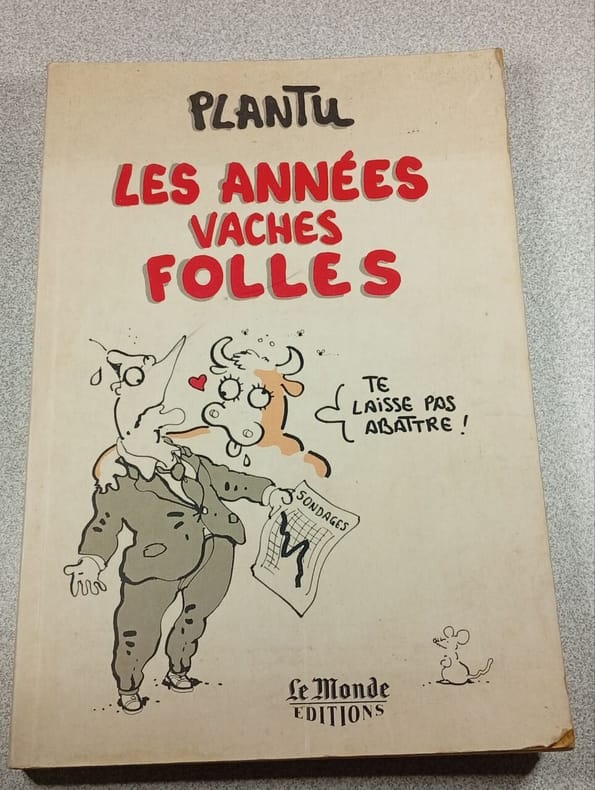 PLANTU
LES ANNÉES
VACHES
FOLLES
TE
LAISSE PAS
ABATTRE !
SONDAGES
Le Monde
EDITIONS